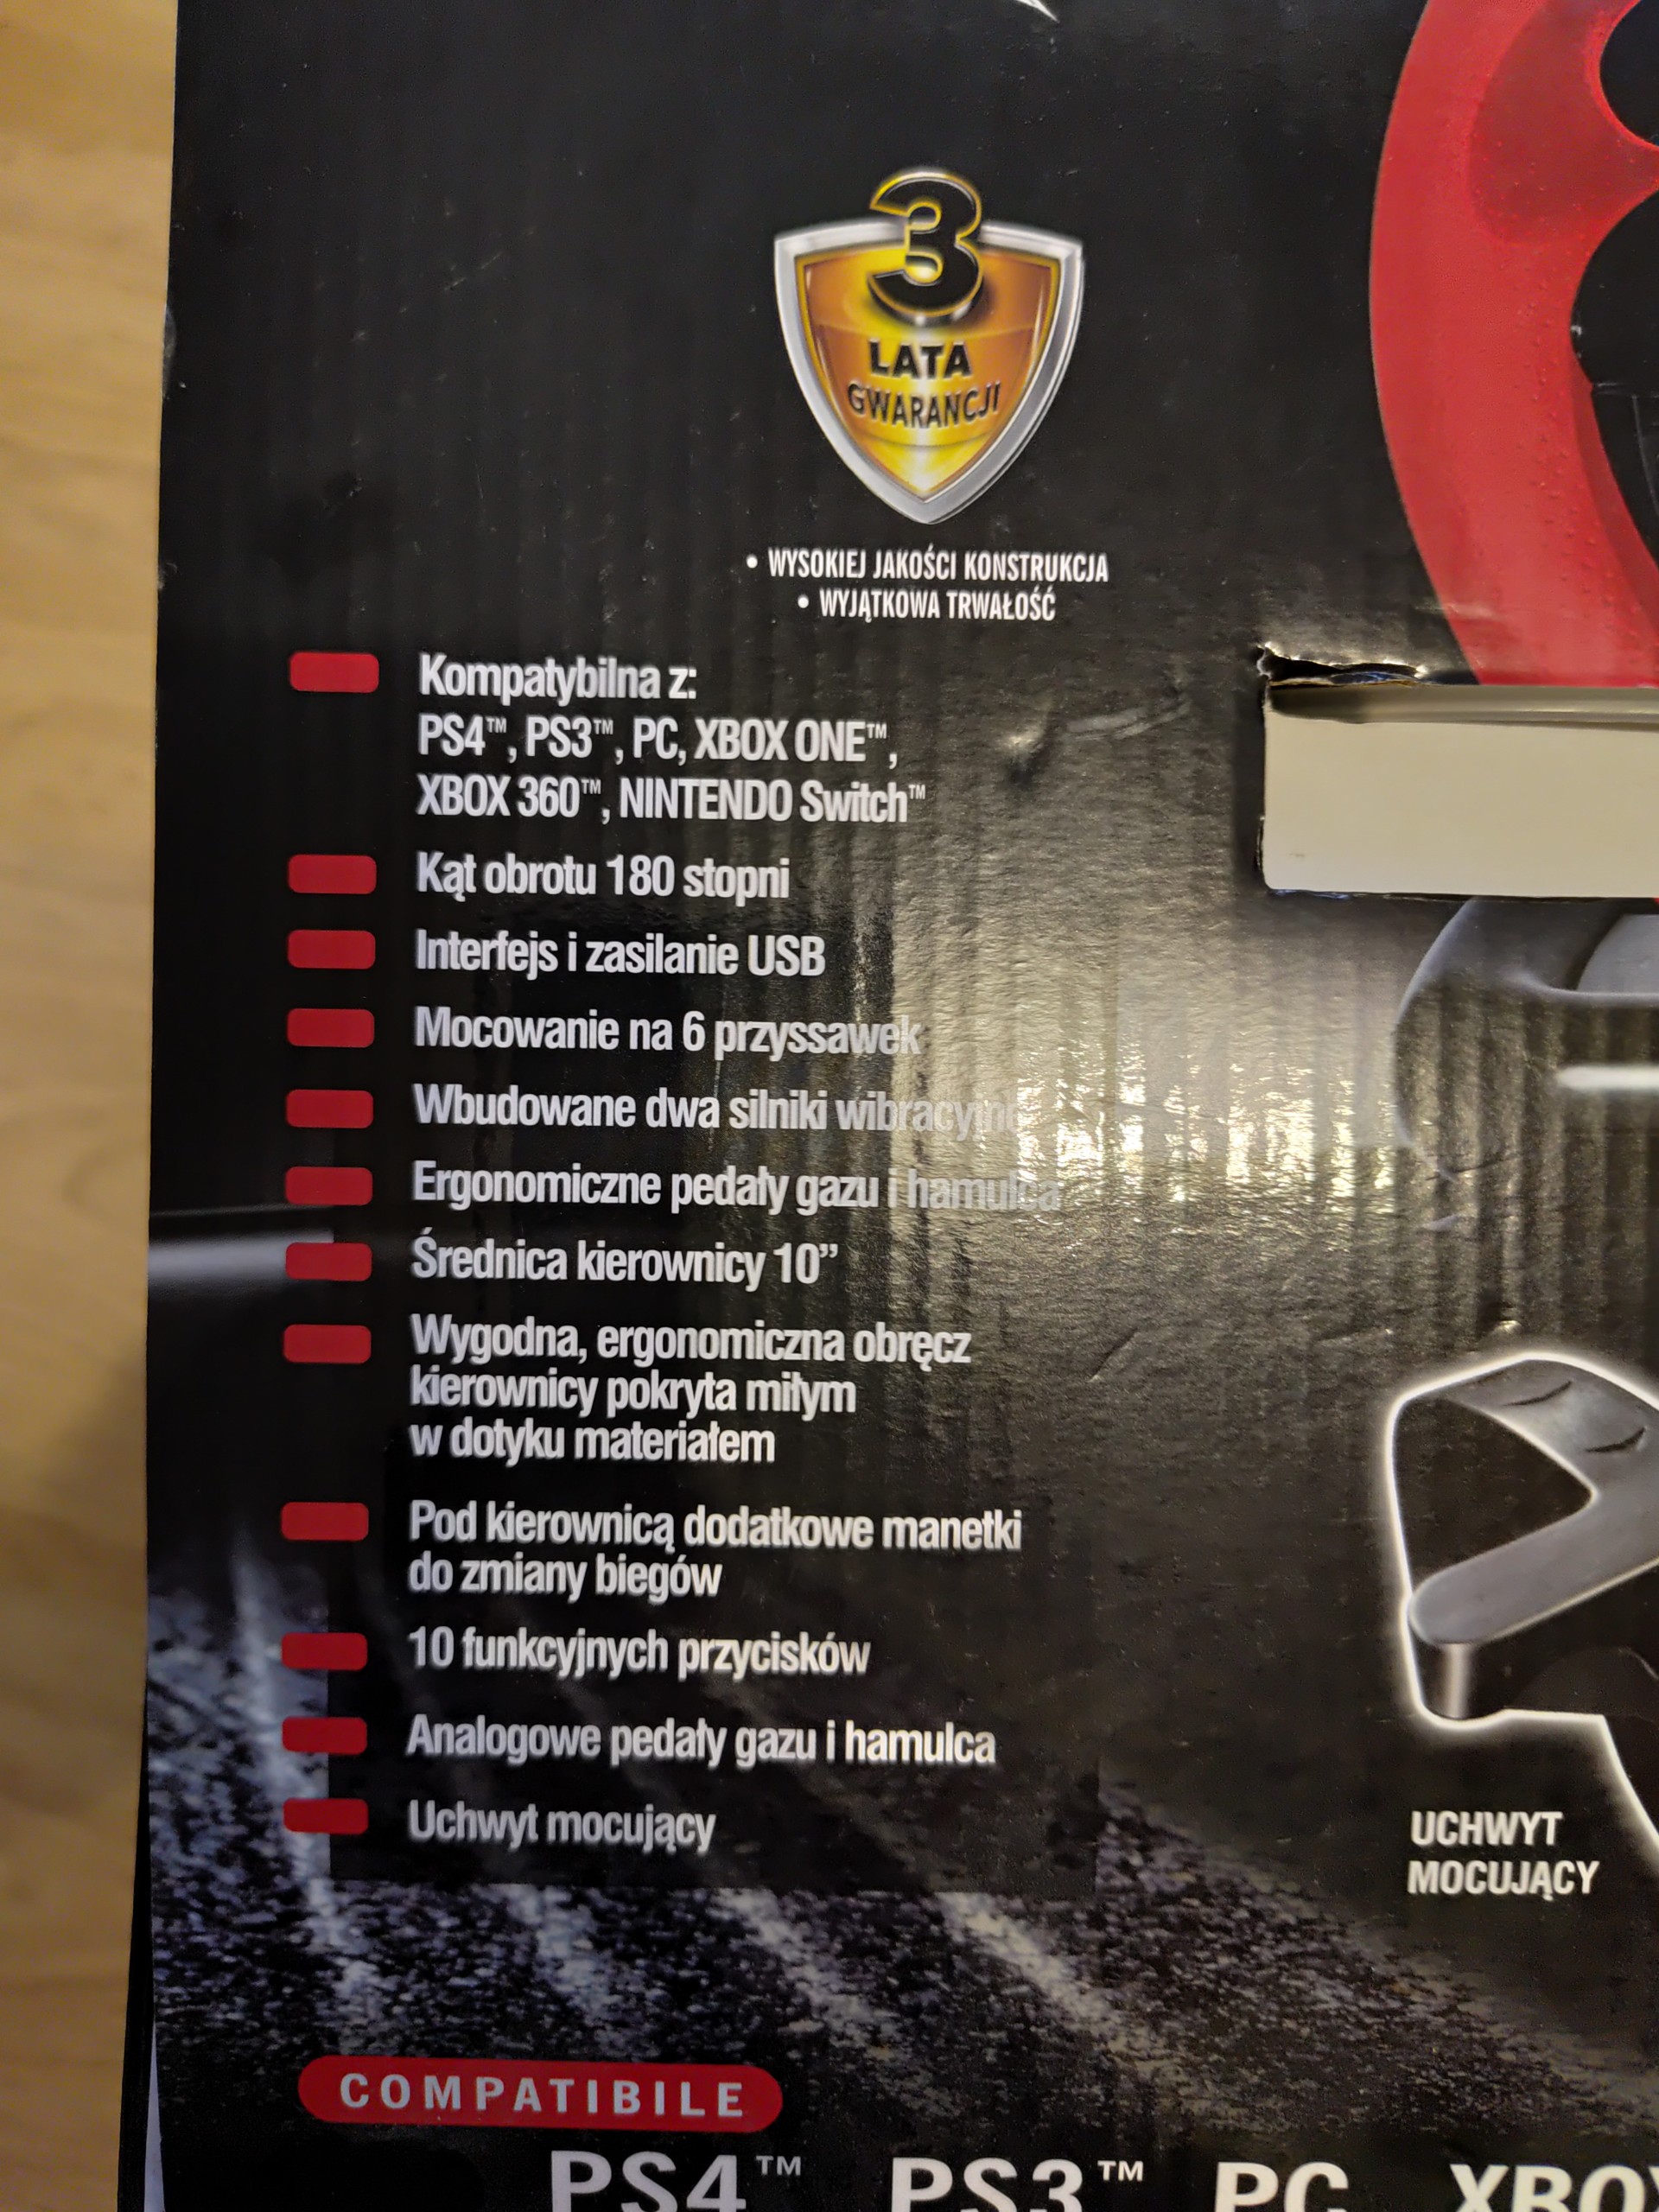 3
LATA
GWARANCJI
• WYSOKIEJ JAKOŚCI KONSTRUKCJA
• WYJĄTKOWA TRWAŁOŚĆ
Kompatybilna z:
PS4™, PS3™, PC, XBOX ONE™,
XBOX 360™, NINTENDO Switch™
Kąt obrotu 180 stopni
Interfejs i zasilanie USB
Mocowanie na 6 przyssawek
Wbudowane dwa silniki wibracyjne
Ergonomiczne pedały gazu i hamulca
Średnica kierownicy 10”
Wygodna, ergonomiczna obręcz
kierownicy pokryta miłym
w dotyku materiałem
Pod kierownicą dodatkowe manetki
do zmiany biegów
10 funkcyjnych przycisków
Analogowe pedały gazu i hamulca
Uchwyt mocujący
UCHWYT
MOCUJĄCY
COMPATIBILE
PS4™ PS3™ PC XBO